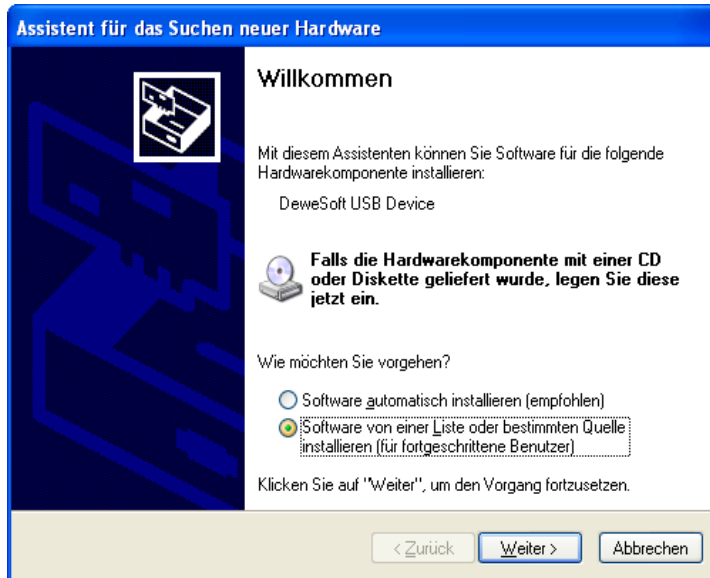 Assistent für das Suchen neuer Hardware
Willkommen
Mit diesem Assistenten können Sie Software für die folgende
Hardwarekomponente installieren:
DeweSoft USB Device
Falls die Hardwarekomponente mit einer CD
oder Diskette geliefert wurde, legen Sie diese
jetzt ein.
Wie möchten Sie vorgehen?
Software automatisch installieren (empfohlen)
Software von einer Liste oder bestimmten Quelle
installieren (für fortgeschrittene Benutzer)
Klicken Sie auf "Weiter", um den Vorgang fortzusetzen.
< Zurück Weiter > Abbrechen